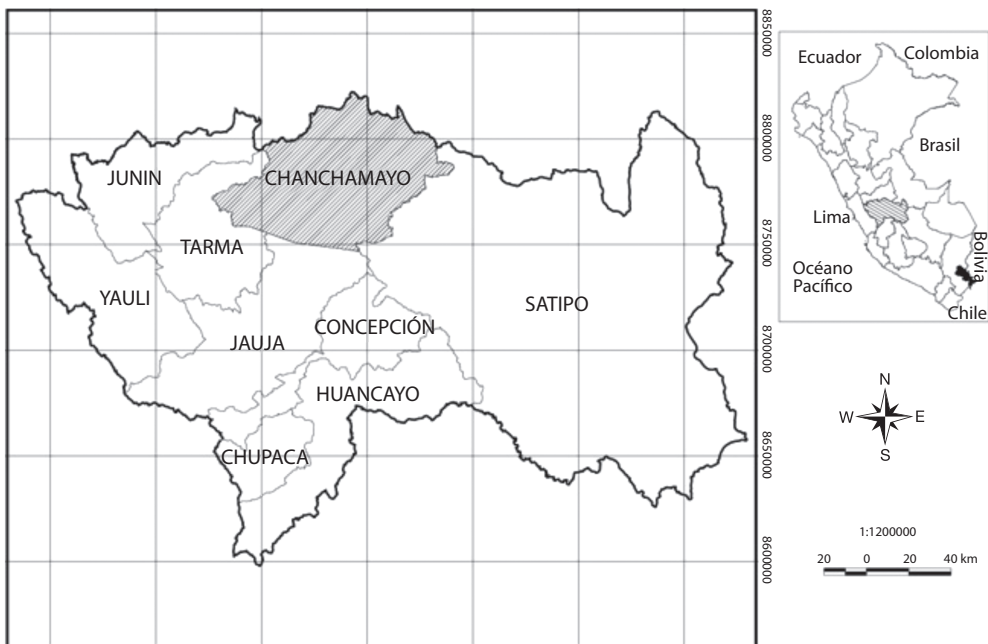 JUNIN
CHANCHAMAYO
TARMA
YAULI
SATIPO
CONCEPCIÓN
JAUJA
HUANCAYO
CHUPACA
8850000
8800000
8750000
8700000
8650000
8600000
Ecuador
Colombia
Brasil
Lima
Bolivia
Océano
Pacífico
Chile
N
W
E
S
1:1200000
20 0 20 40 km